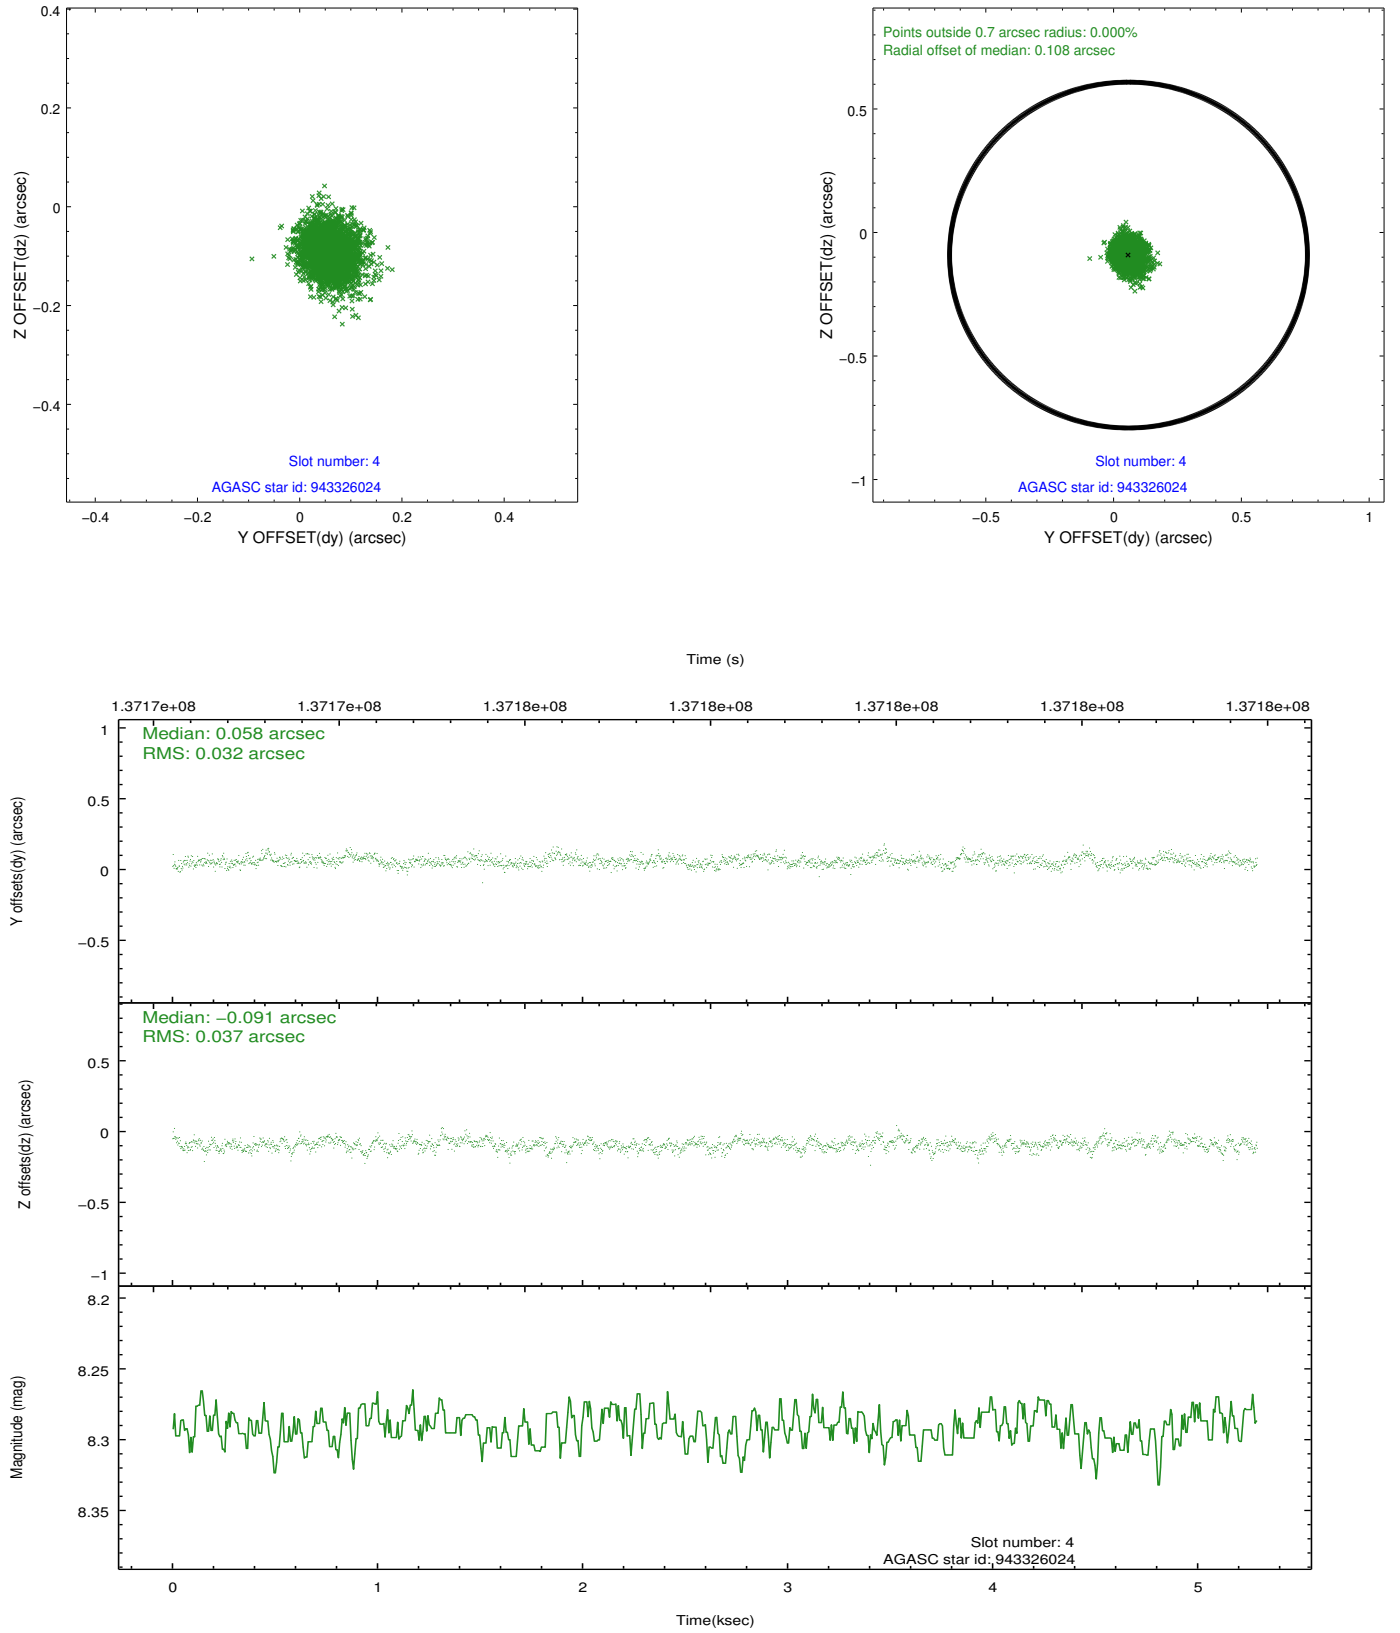 0.4
0.2
0
−0.2
−0.4
Z OFFSET(dz) (arcsec)
Slot number: 4
AGASC star id: 943326024
−0.4
−0.2
0
0.2
0.4
Y OFFSET(dy) (arcsec)
Points outside 0.7 arcsec radius: 0.000%
Radial offset of median: 0.108 arcsec
0.5
0
−0.5
−1
Z OFFSET(dz) (arcsec)
Slot number: 4
AGASC star id: 943326024
−0.5
0
0.5
1
Y OFFSET(dy) (arcsec)
Time (s)
1.3717e+08
1.3717e+08
1.3718e+08
1.3718e+08
1.3718e+08
1.3718e+08
1.3718e+08
Median: 0.058 arcsec
RMS: 0.032 arcsec
1
0.5
0
−0.5
Y offsets(dy) (arcsec)
Median: −0.091 arcsec
RMS: 0.037 arcsec
0.5
0
−0.5
−1
Z offsets(dz) (arcsec)
8.2
8.25
8.3
8.35
Magnitude (mag)
Slot number: 4
AGASC star id: 943326024
0
1
2
3
4
5
Time(ksec)